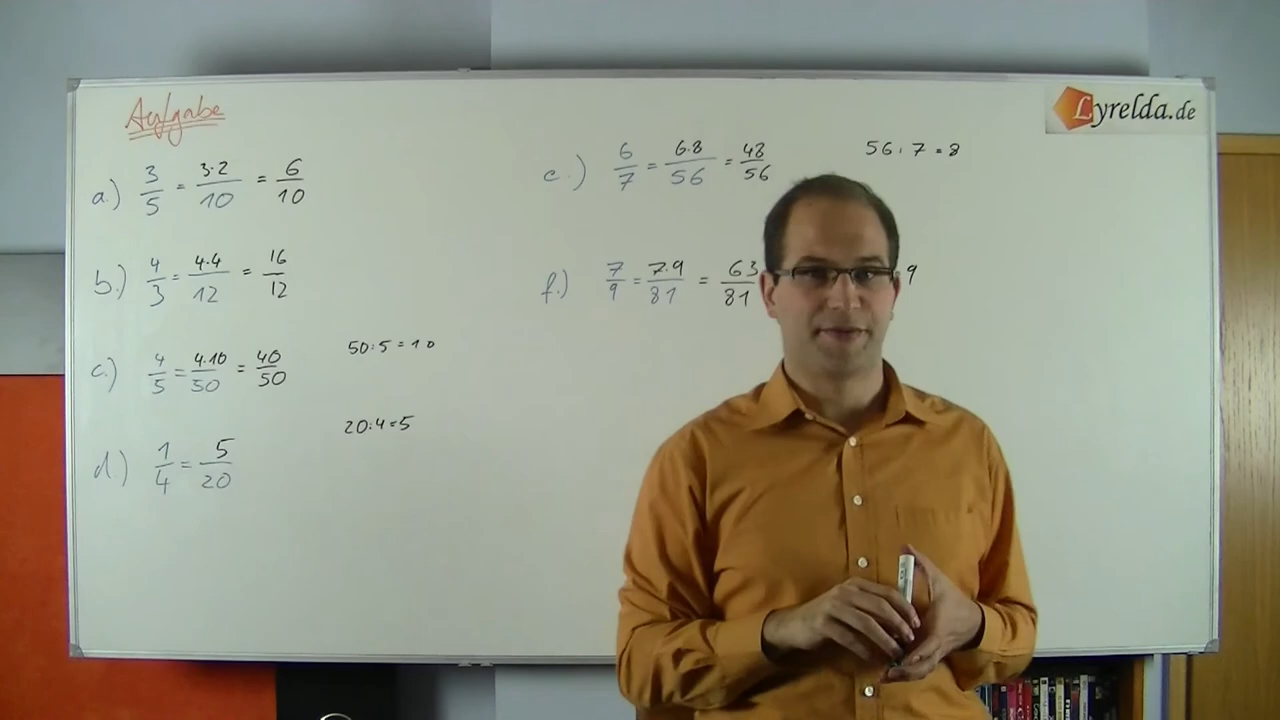 Aufgabe
Lyrelda.de
a.) 3/5 = 3·2/10 = 6/10
b.) 4/3 = 4·4/12 = 16/12
c.) 4/5 = 4·10/50 = 40/50
50:5=10
20:4=5
d.) 1/4 = 5/20
e.) 6/7 = 6·8/56 = 48/56
56:7=8
f.) 7/9 = 7·9/81 = 63/81
9